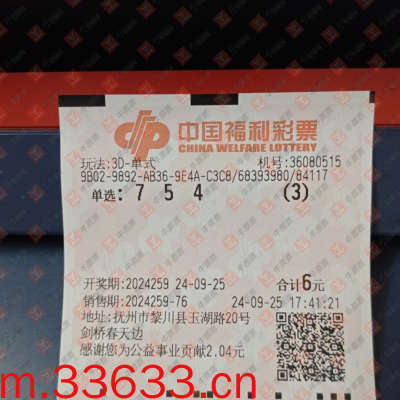 中国福利彩票
CHINA WELFARE LOTTERY
玩法:3D-单式 机号:36080515
9B02-9892-AB36-9E4A-C3C8/68393980/84117
单选: 7 5 4 (3)
开奖期:2024259 24-09-25 合计6元
销售期:2024259-76 24-09-25 17:41:21
地址:抚州市黎川县玉湖路20号
剑桥春天边
感谢您为公益事业贡献2.04元
m.33633.cn